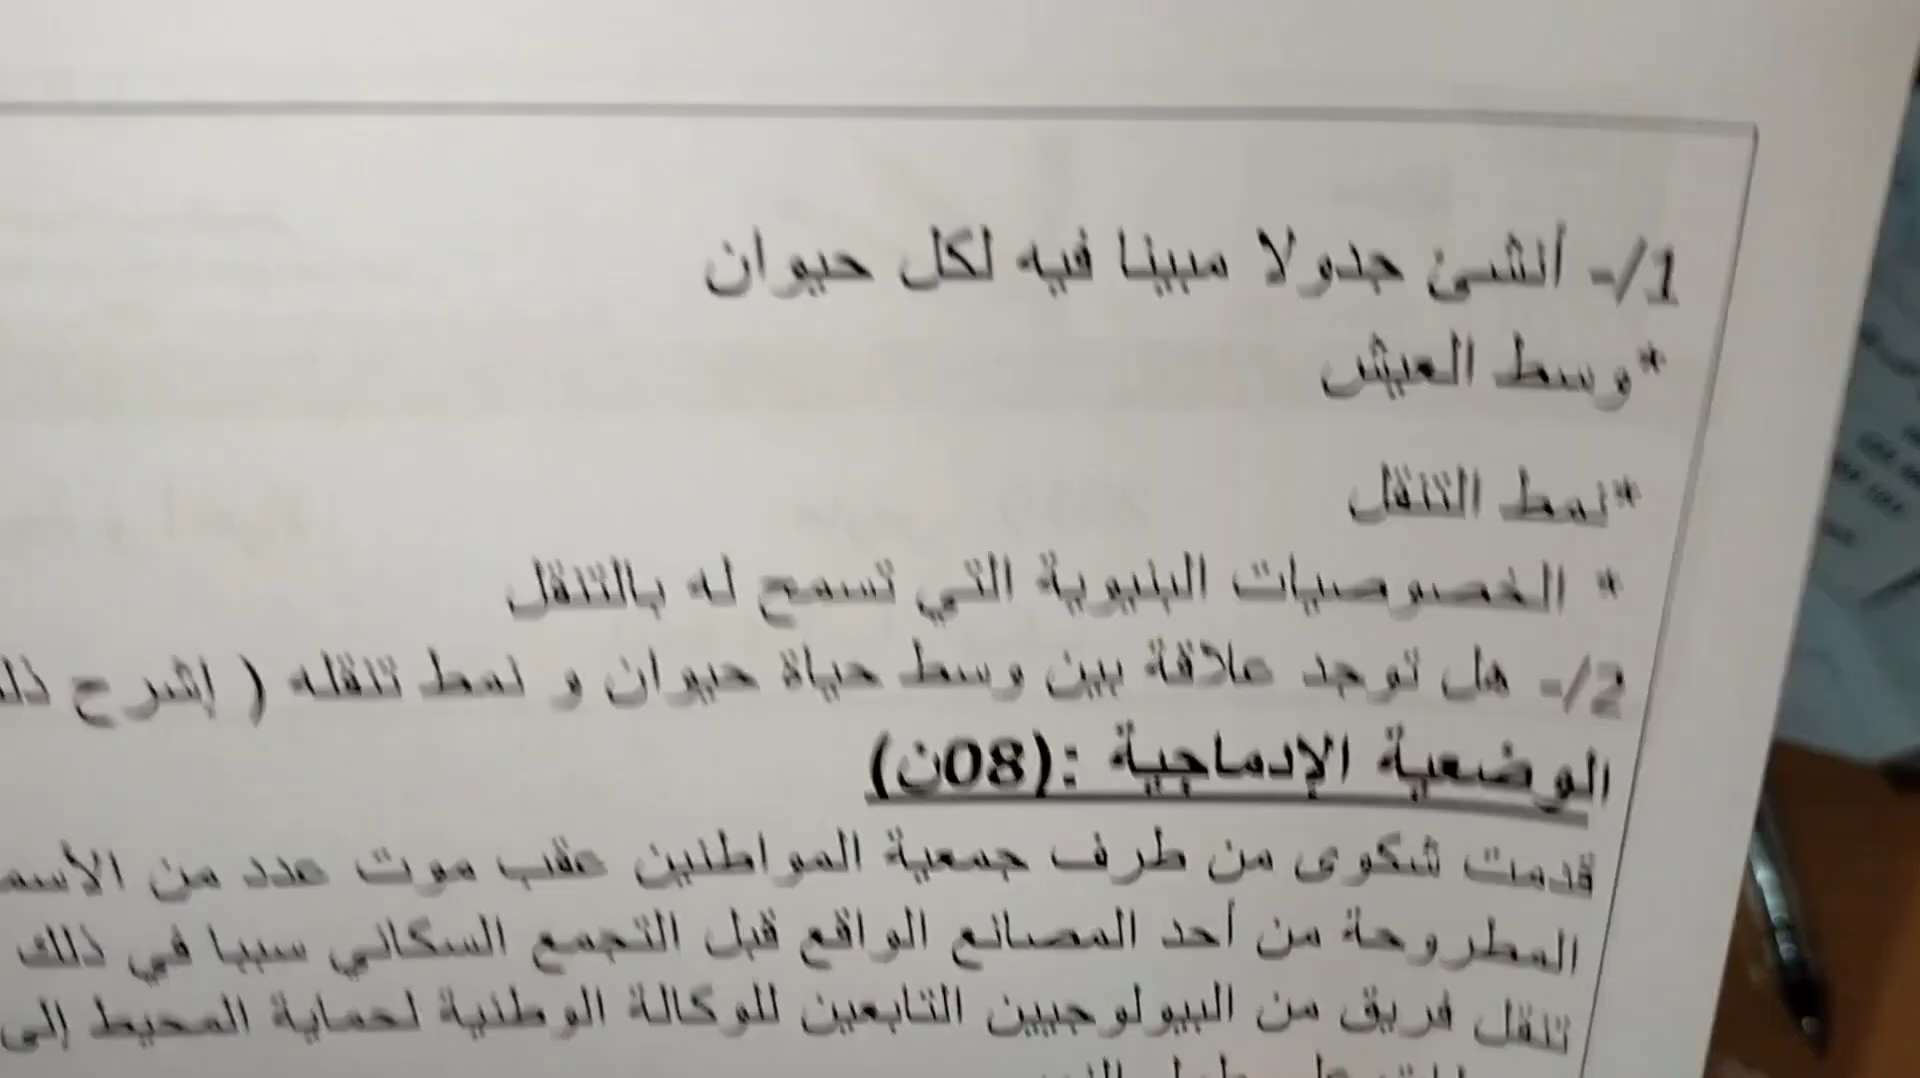 1/- أنشئ جدولا مبينا فيه لكل حيوان
*وسط العيش
*نمط التنقل
* الخصوصيات البنيوية التي تسمح له بالتنقل
2/- هل توجد علاقة بين وسط حياة حيوان و نمط تنقله ( إشرح
الوضعية الإدماجية :(08ن)
قدمت شكوى من طرف جمعية المواطنين عقب موت عدد من
المطروحة من أحد المصانع الواقع قبل التجمع السكاني سببا في ذلك
تنقل فريق من البيولوجيين التابعين للوكالة الوطنية لحماية المحيط إلى